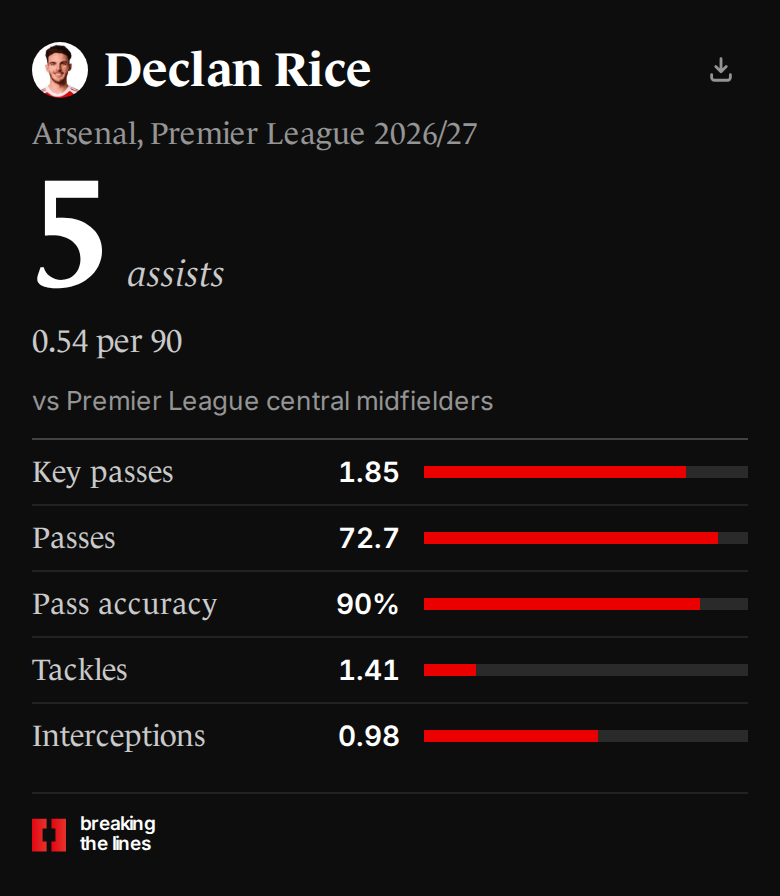 Declan Rice
Arsenal, Premier League 2026/27
5 assists
0.54 per 90
vs Premier League central midfielders
Key passes 1.85
Passes 72.7
Pass accuracy 90%
Tackles 1.41
Interceptions 0.98
breaking
the lines